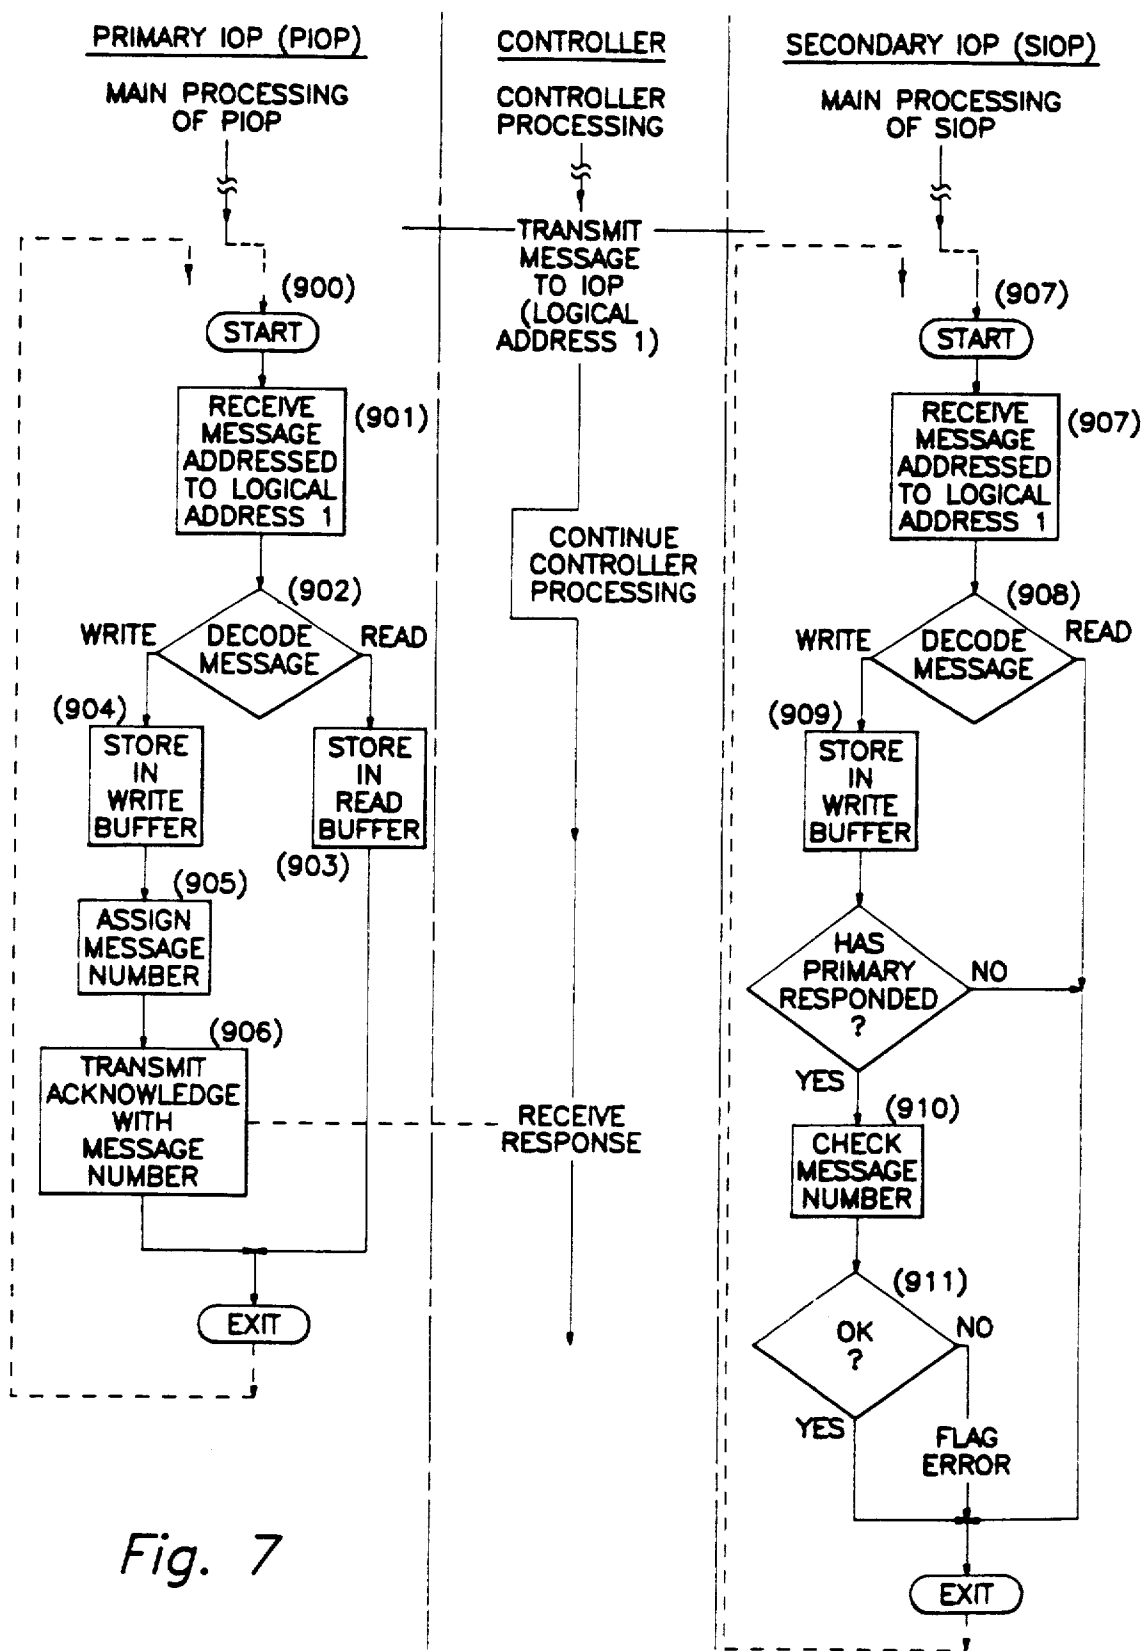 PRIMARY IOP (PIOP)
MAIN PROCESSING
OF PIOP
(900)
START
RECEIVE
MESSAGE
ADDRESSED
TO LOGICAL
ADDRESS 1
(901)
(902)
DECODE
MESSAGE
WRITE
READ
(904)
STORE
IN
WRITE
BUFFER
STORE
IN
READ
BUFFER
(903)
(905)
ASSIGN
MESSAGE
NUMBER
(906)
TRANSMIT
ACKNOWLEDGE
WITH
MESSAGE
NUMBER
EXIT
CONTROLLER
CONTROLLER
PROCESSING
TRANSMIT
MESSAGE
TO IOP
(LOGICAL
ADDRESS 1)
CONTINUE
CONTROLLER
PROCESSING
RECEIVE
RESPONSE
SECONDARY IOP (SIOP)
MAIN PROCESSING
OF SIOP
(907)
START
RECEIVE
MESSAGE
ADDRESSED
TO LOGICAL
ADDRESS 1
(907)
(908)
DECODE
MESSAGE
WRITE
READ
(909)
STORE
IN
WRITE
BUFFER
HAS
PRIMARY
RESPONDED
?
NO
YES
(910)
CHECK
MESSAGE
NUMBER
(911)
OK
?
NO
YES
FLAG
ERROR
EXIT
Fig. 7